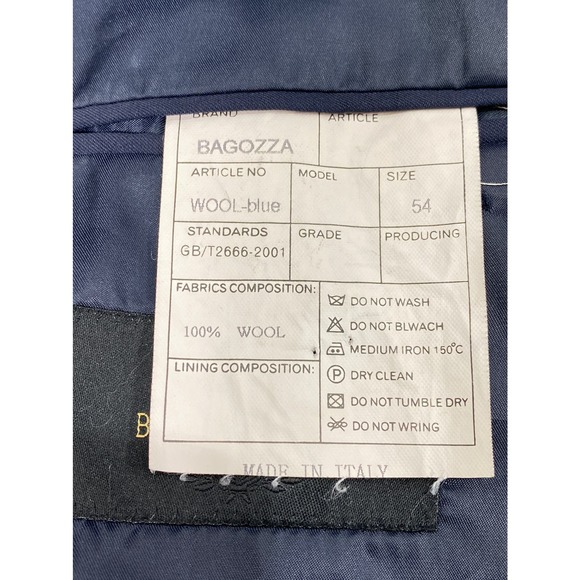 BRAND ARTICLE
BAGOZZA
ARTICLE NO MODEL SIZE
WOOL-blue 54
STANDARDS GRADE PRODUCING
GB/T2666-2001
FABRICS COMPOSITION:
100% WOOL
LINING COMPOSITION:
DO NOT WASH
DO NOT BLWACH
MEDIUM IRON 150°C
P DRY CLEAN
DO NOT TUMBLE DRY
DO NOT WRING
MADE IN ITALY
B